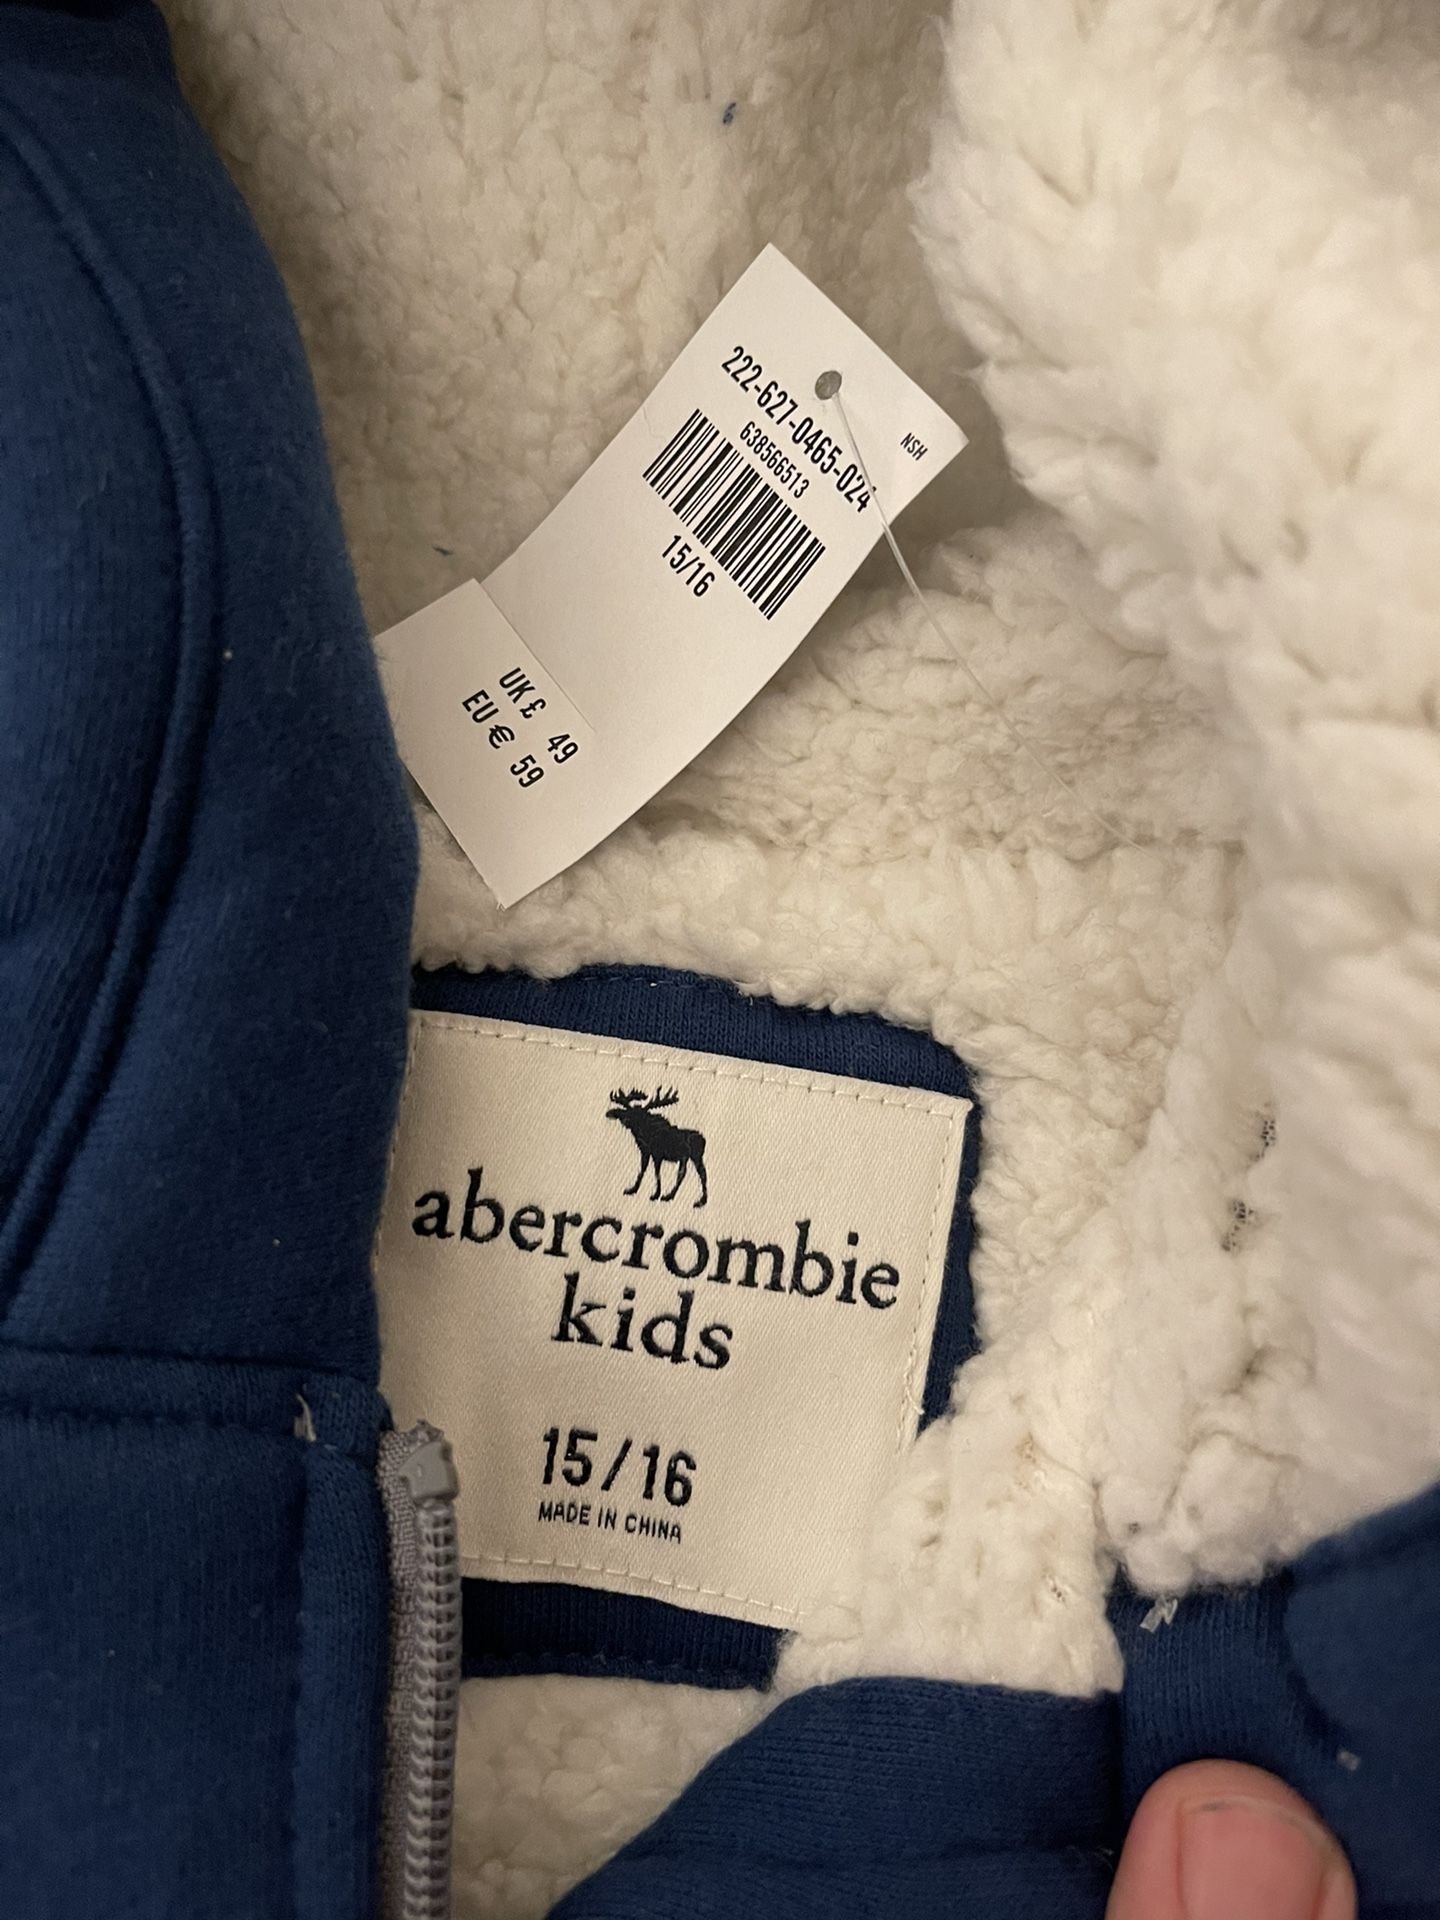 NSH
222-627-0465-024
638566513
15/16
UK £ 49
EU € 59
abercrombie
kids
15/16
MADE IN CHINA